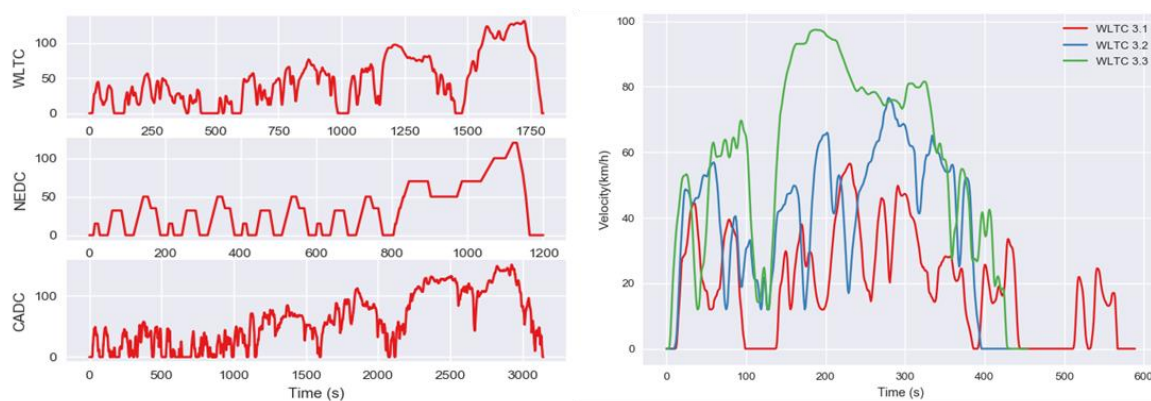 WLTC
100
50
0
0 250 500 750 1000 1250 1500 1750
NEDC
100
50
0
0 200 400 600 800 1000 1200
CADC
100
0
0 500 1000 1500 2000 2500 3000
Time (s)
Velocity(km/h)
100
80
60
40
20
0
0 100 200 300 400 500 600
Time (s)
WLTC 3.1
WLTC 3.2
WLTC 3.3